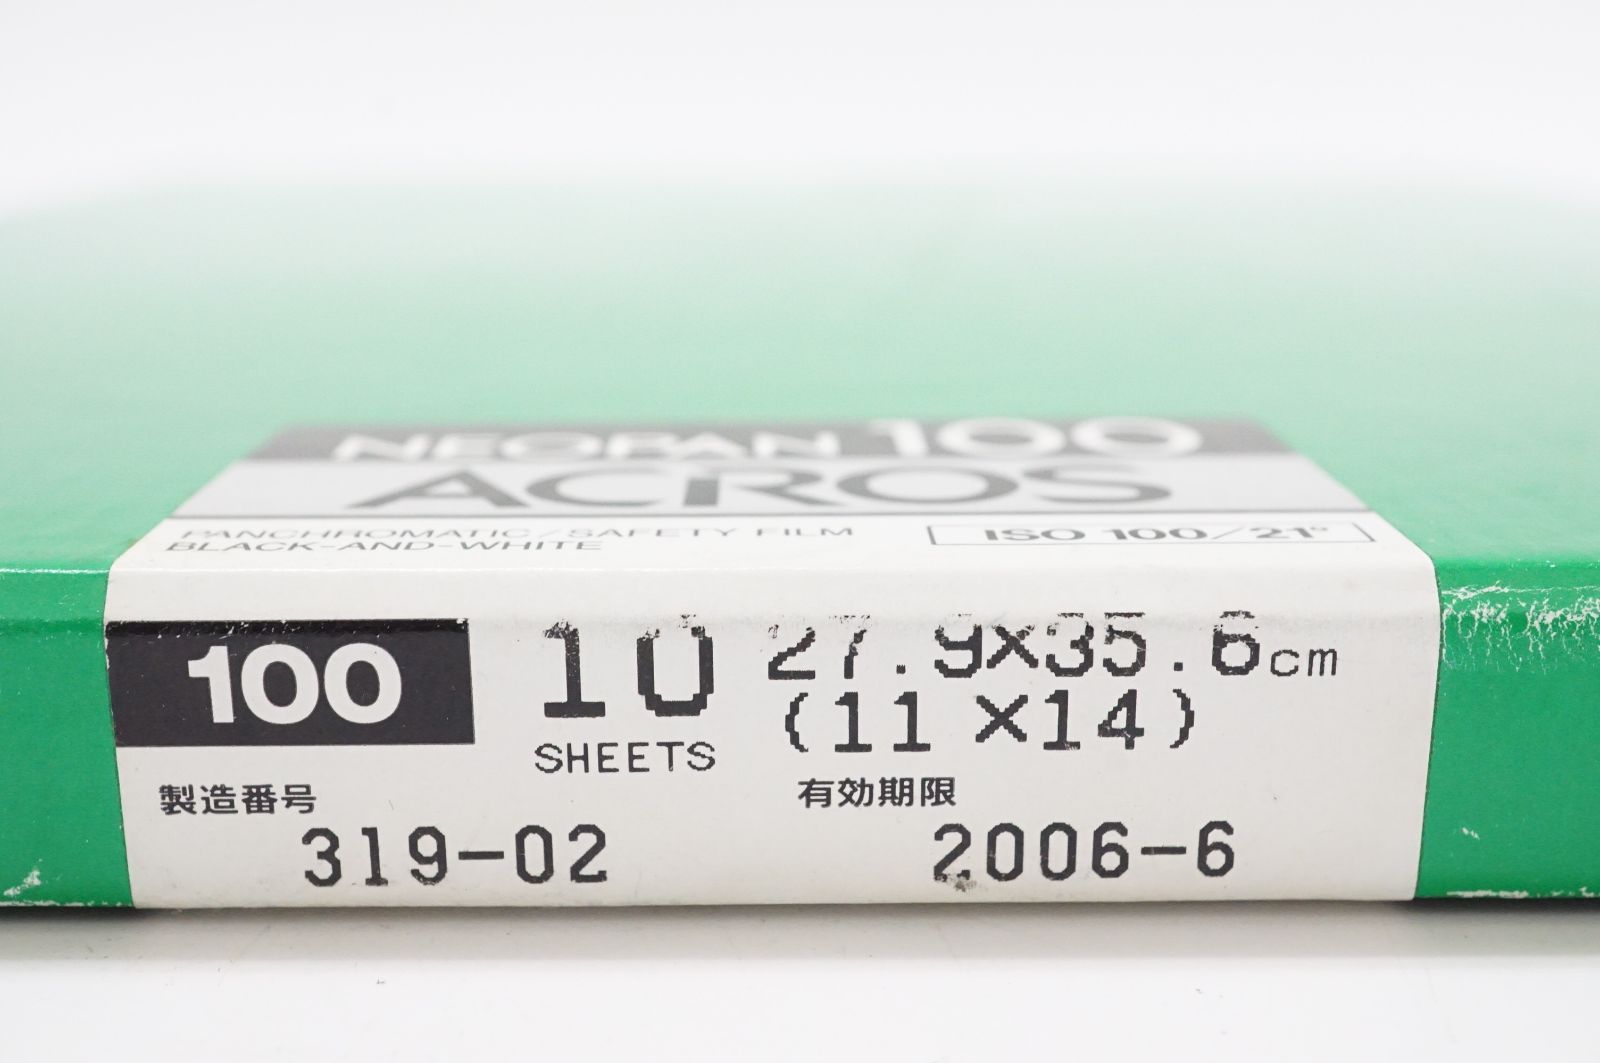 NEOPAN 100
ACROS
PANCHROMATIC/SAFETY FILM
BLACK-AND-WHITE
ISO 100/21°
100
10
SHEETS
27.9×35.6cm
(11×14)
製造番号
319-02
有効期限
2006-6